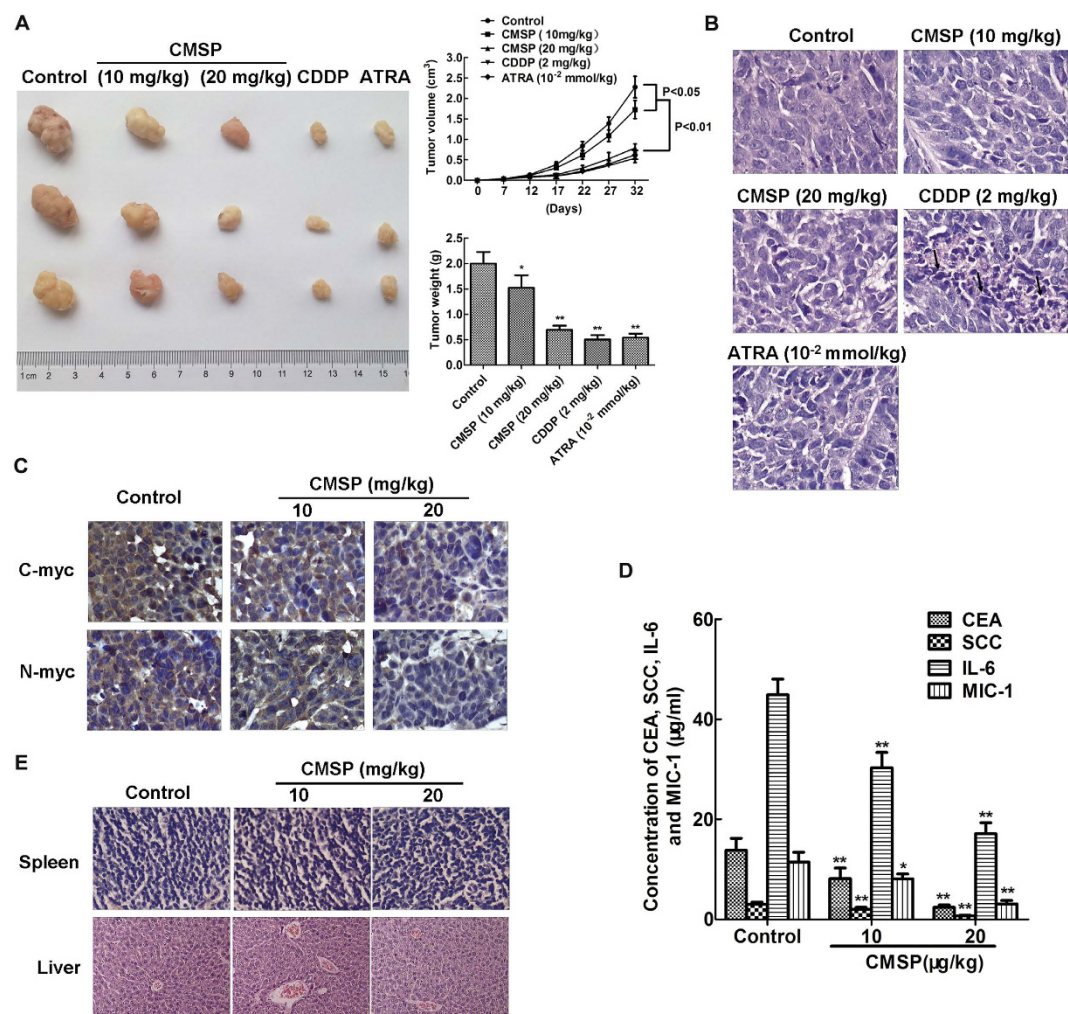 A
CMSP
Control (10 mg/kg) (20 mg/kg) CDDP ATRA
1cm 2 3 4 5 6 7 8 9 10 11 12 13 14 15
Control
CMSP ( 10mg/kg)
CMSP (20 mg/kg)
CDDP (2 mg/kg)
ATRA (10⁻² mmol/kg)
P<0.05
P<0.01
Tumor volume (cm³)
3.0
2.5
2.0
1.5
1.0
0.5
0.0
0 7 12 17 22 27 32
(Days)
Tumor weight (g)
2.5
2.0
1.5
1.0
0.5
0.0
* ** ** **
Control
CMSP (10 mg/kg)
CMSP (20 mg/kg)
CDDP (2 mg/kg)
ATRA (10⁻² mmol/kg)
B
Control CMSP (10 mg/kg)
CMSP (20 mg/kg) CDDP (2 mg/kg)
ATRA (10⁻² mmol/kg)
C
CMSP (mg/kg)
Control 10 20
C-myc
N-myc
D
Concentration of CEA, SCC, IL-6
and MIC-1 (μg/ml)
60
40
20
0
CEA
SCC
IL-6
MIC-1
** ** ** *
** ** ** **
Control 10 20
CMSP(μg/kg)
E
CMSP (mg/kg)
Control 10 20
Spleen
Liver